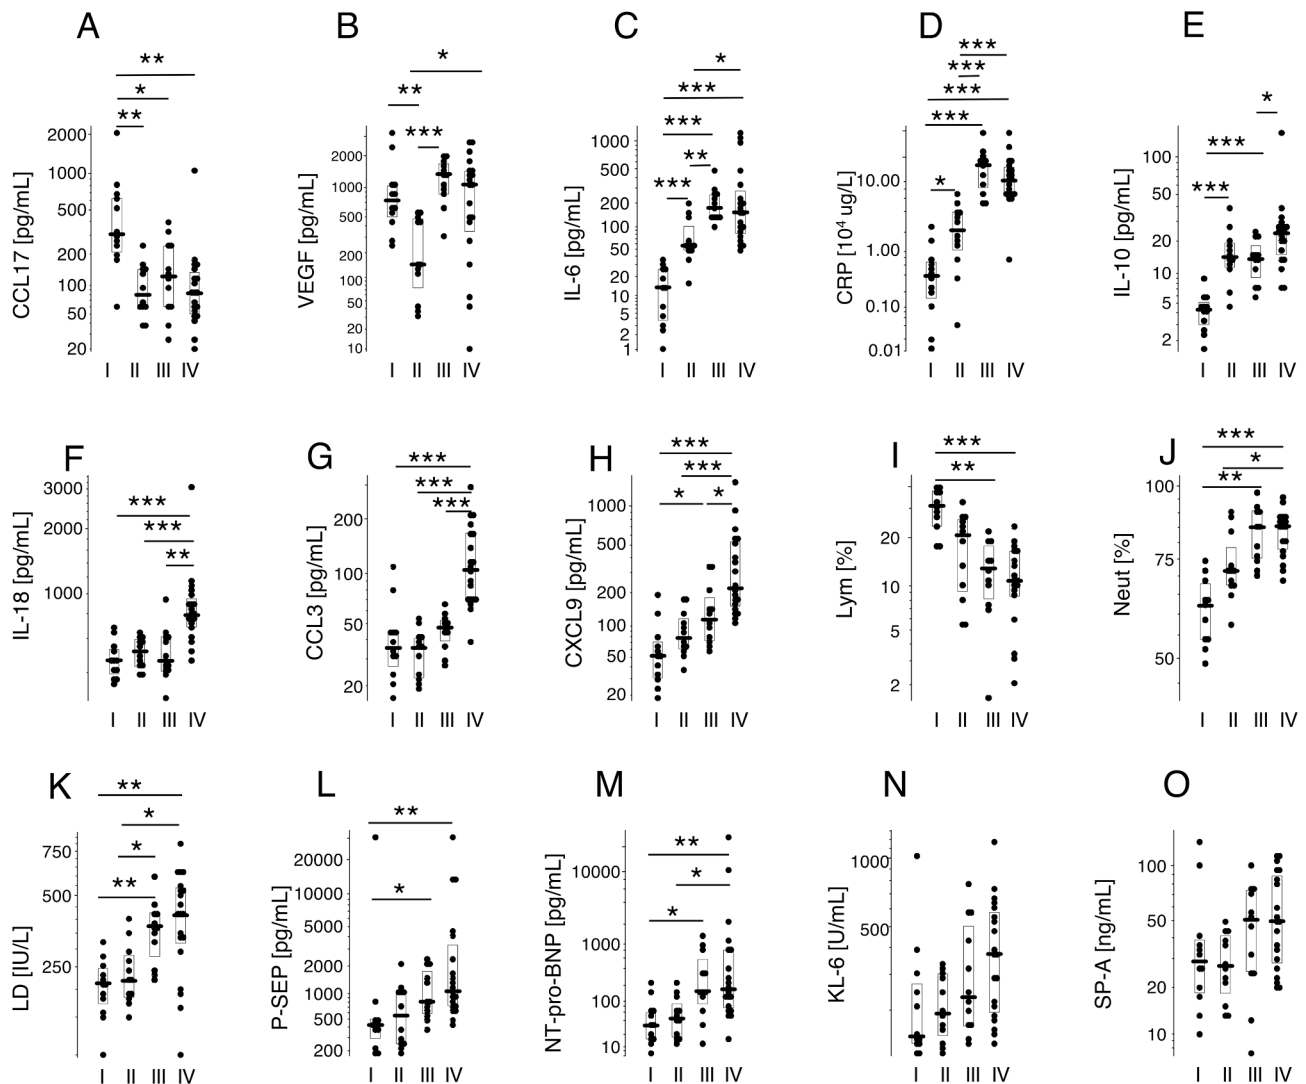 A
B
C
D
E
**
*
**
CCL17 [pg/mL]
2000
1000
500
200
100
50
20
I II III IV
*
**
***
VEGF [pg/mL]
2000
1000
500
200
100
50
20
10
I II III IV
*
***
***
**
***
IL-6 [pg/mL]
1000
500
200
100
50
20
10
5
2
1
I II III IV
***
***
***
***
*
CRP [10⁴ ug/L]
10.00
1.00
0.10
0.01
I II III IV
*
***
***
IL-10 [pg/mL]
100
50
20
10
5
2
I II III IV
F
G
H
I
J
***
***
**
IL-18 [pg/mL]
3000
2000
1000
I II III IV
***
***
***
CCL3 [pg/mL]
200
100
50
20
I II III IV
***
***
* *
CXCL9 [pg/mL]
1000
500
200
100
50
20
I II III IV
***
**
Lym [%]
20
10
5
2
I II III IV
***
*
**
Neut [%]
100
75
50
I II III IV
K
L
M
N
O
**
*
*
**
LD [IU/L]
750
500
250
I II III IV
**
*
P-SEP [pg/mL]
20000
10000
5000
2000
1000
500
200
I II III IV
**
*
*
NT-pro-BNP [pg/mL]
10000
1000
100
10
I II III IV
KL-6 [U/mL]
1000
500
I II III IV
SP-A [ng/mL]
100
50
10
I II III IV